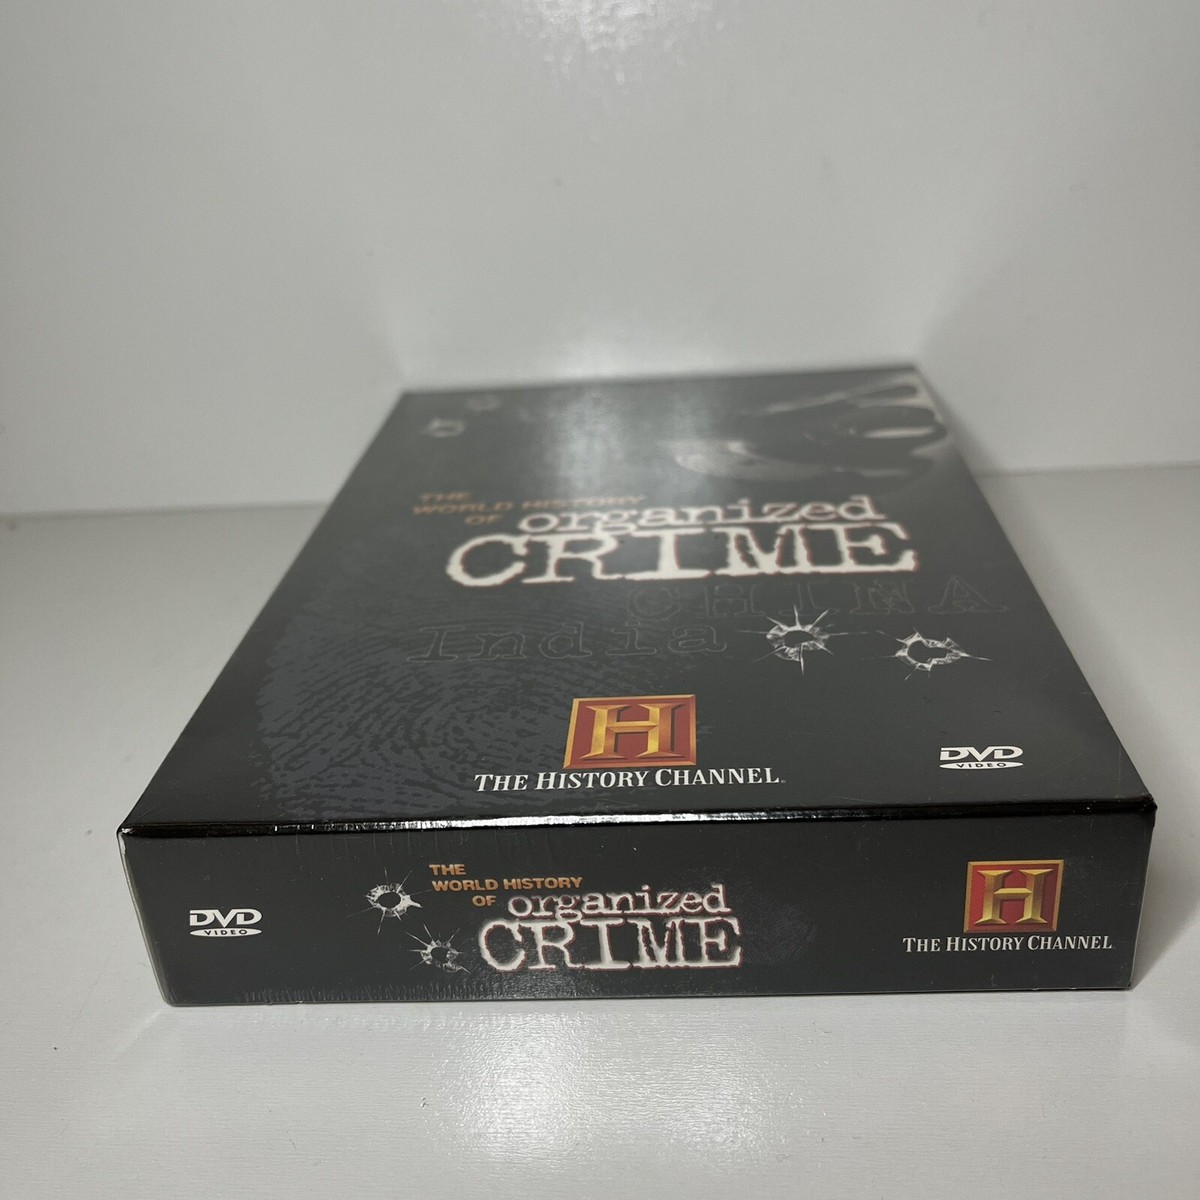 THE
WORLD HISTORY
OF organized
CRIME
CHINA
India
H
THE HISTORY CHANNEL®
DVD
VIDEO
DVD
VIDEO
THE
WORLD HISTORY
OF organized
CRIME
H
THE HISTORY CHANNEL